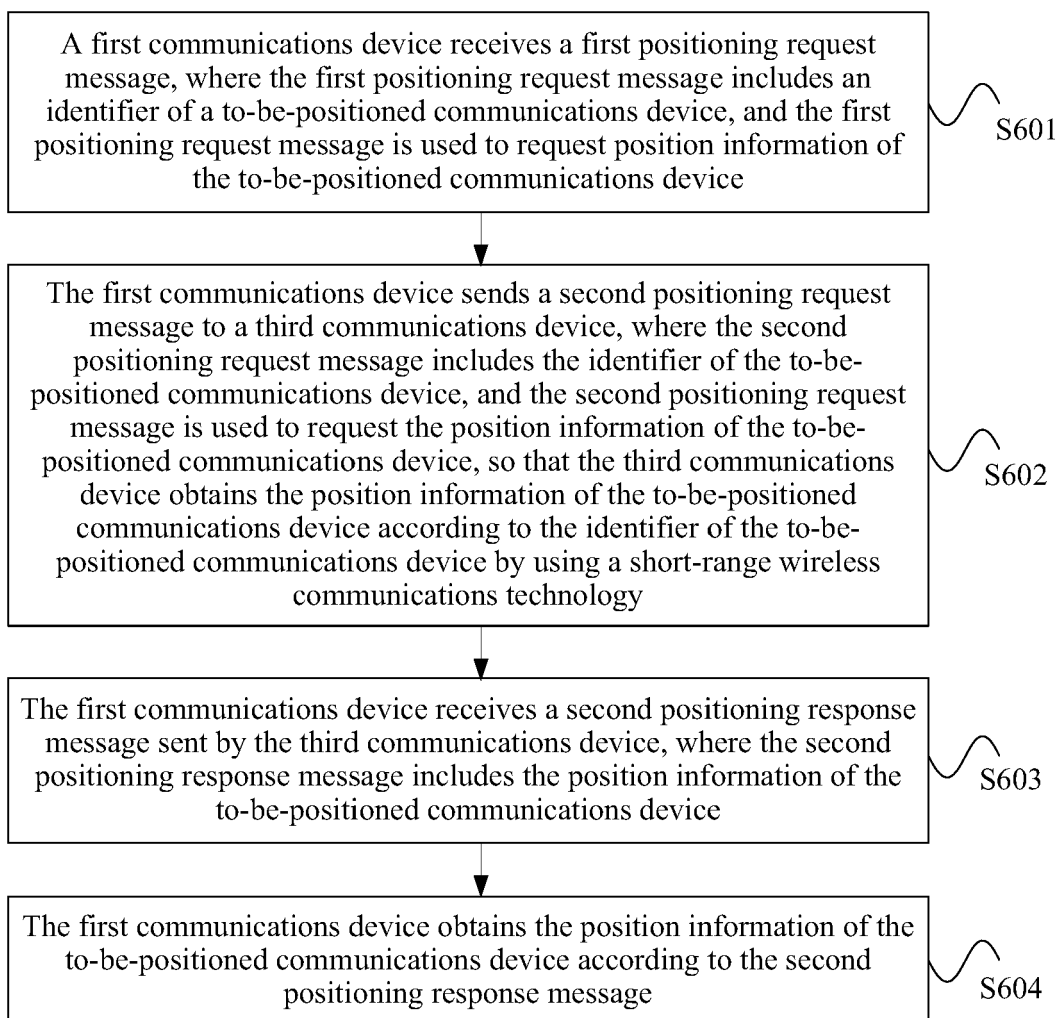 A first communications device receives a first positioning request
message, where the first positioning request message includes an
identifier of a to-be-positioned communications device, and the first
positioning request message is used to request position information of
the to-be-positioned communications device
S601
The first communications device sends a second positioning request
message to a third communications device, where the second
positioning request message includes the identifier of the to-be-
positioned communications device, and the second positioning request
message is used to request the position information of the to-be-
positioned communications device, so that the third communications
device obtains the position information of the to-be-positioned
communications device according to the identifier of the to-be-
positioned communications device by using a short-range wireless
communications technology
S602
The first communications device receives a second positioning response
message sent by the third communications device, where the second
positioning response message includes the position information of the
to-be-positioned communications device
S603
The first communications device obtains the position information of the
to-be-positioned communications device according to the second
positioning response message
S604